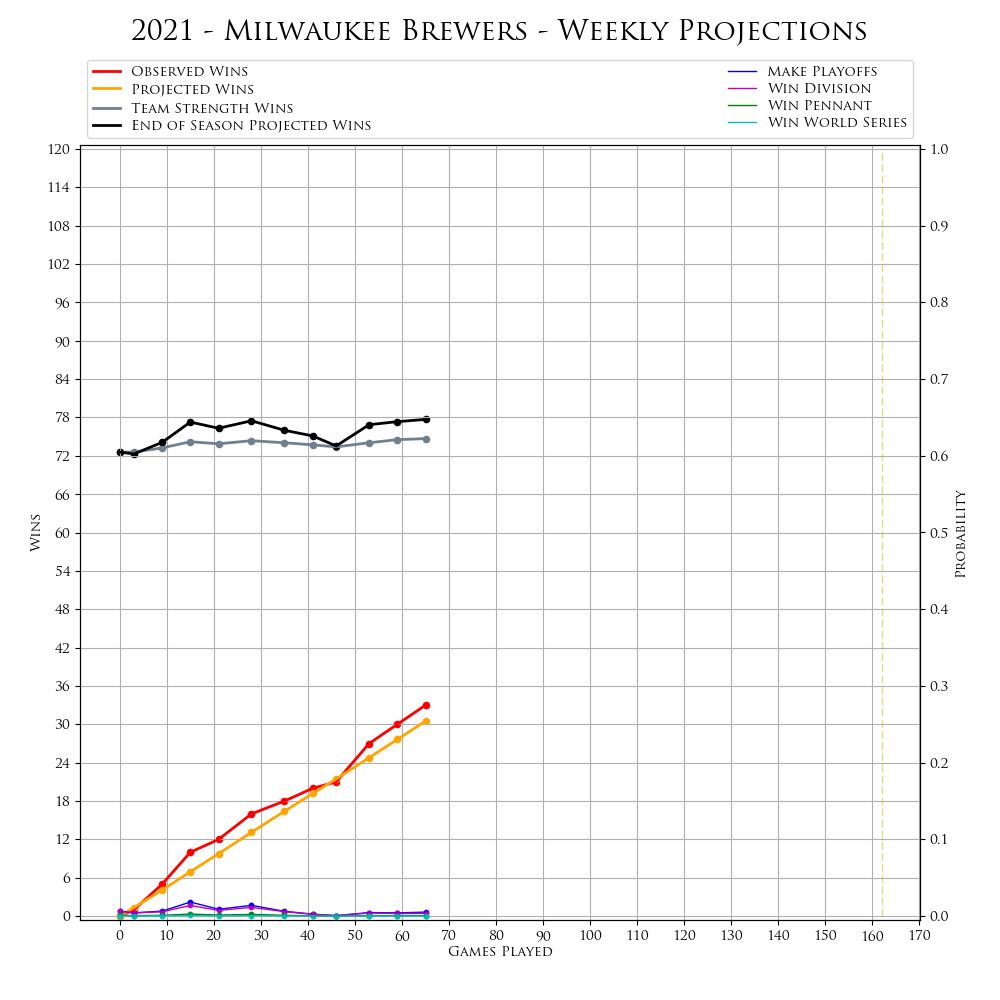 2021 - Milwaukee Brewers - Weekly Projections
Observed Wins
Projected Wins
Team Strength Wins
End of Season Projected Wins
Make Playoffs
Win Division
Win Pennant
Win World Series
120
114
108
102
96
90
84
78
72
66
60
54
48
42
36
30
24
18
12
6
0
Wins
1.0
0.9
0.8
0.7
0.6
0.5
0.4
0.3
0.2
0.1
0.0
Probability
0 10 20 30 40 50 60 70 80 90 100 110 120 130 140 150 160 170
Games Played